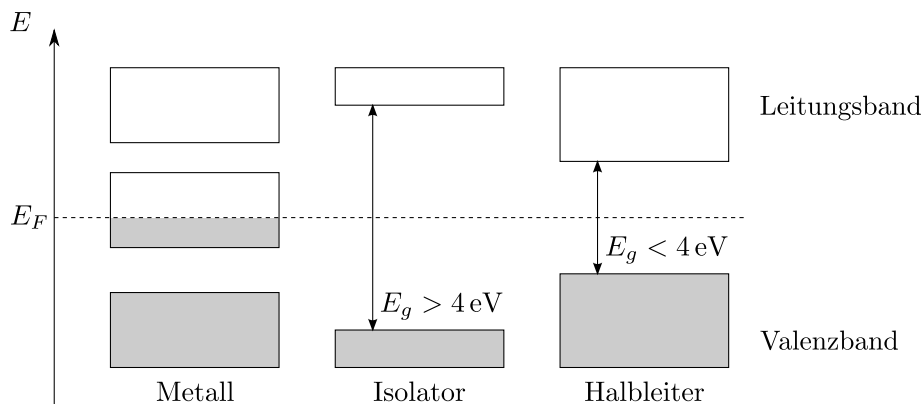 E
Leitungsband
E_F
E_g < 4 eV
E_g > 4 eV
Valenzband
Metall
Isolator
Halbleiter